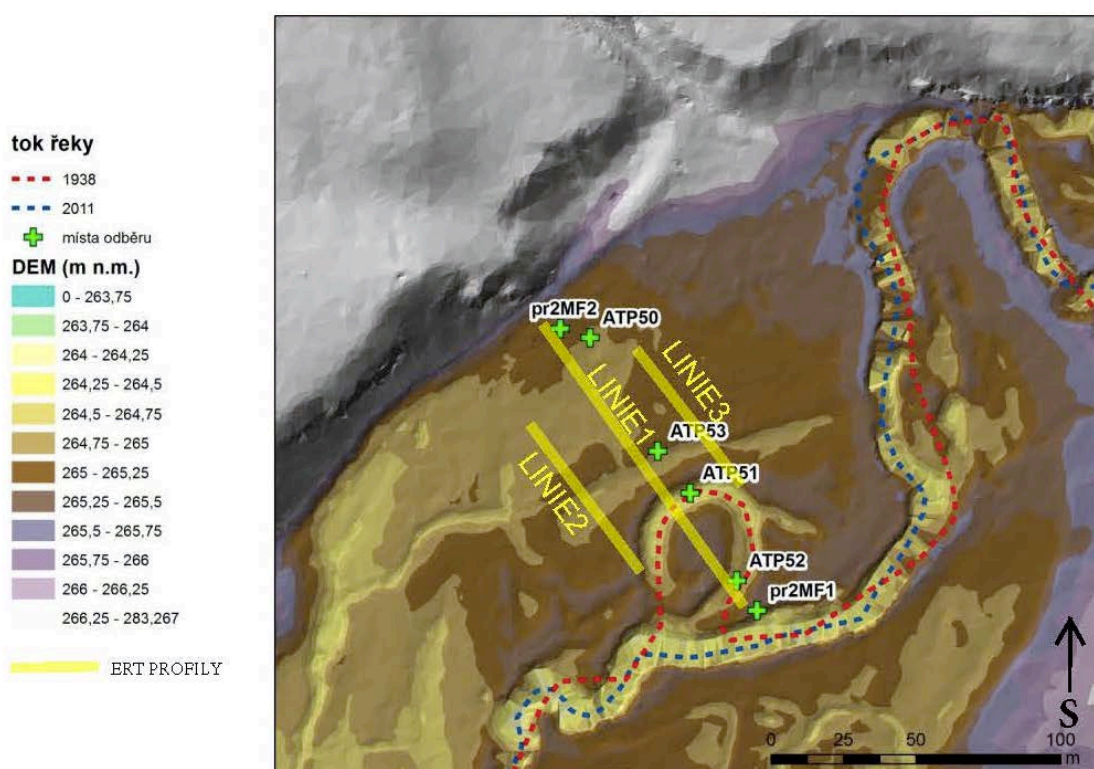 tok řeky
1938
2011
místa odběru
DEM (m n.m.)
0 - 263,75
263,75 - 264
264 - 264,25
264,25 - 264,5
264,5 - 264,75
264,75 - 265
265 - 265,25
265,25 - 265,5
265,5 - 265,75
265,75 - 266
266 - 266,25
266,25 - 283,267
ERT PROFILY
pr2MF2
ATP50
LINIE1
LINIE3
LINIE2
ATP53
ATP51
ATP52
pr2MF1
S
0 25 50 100
m